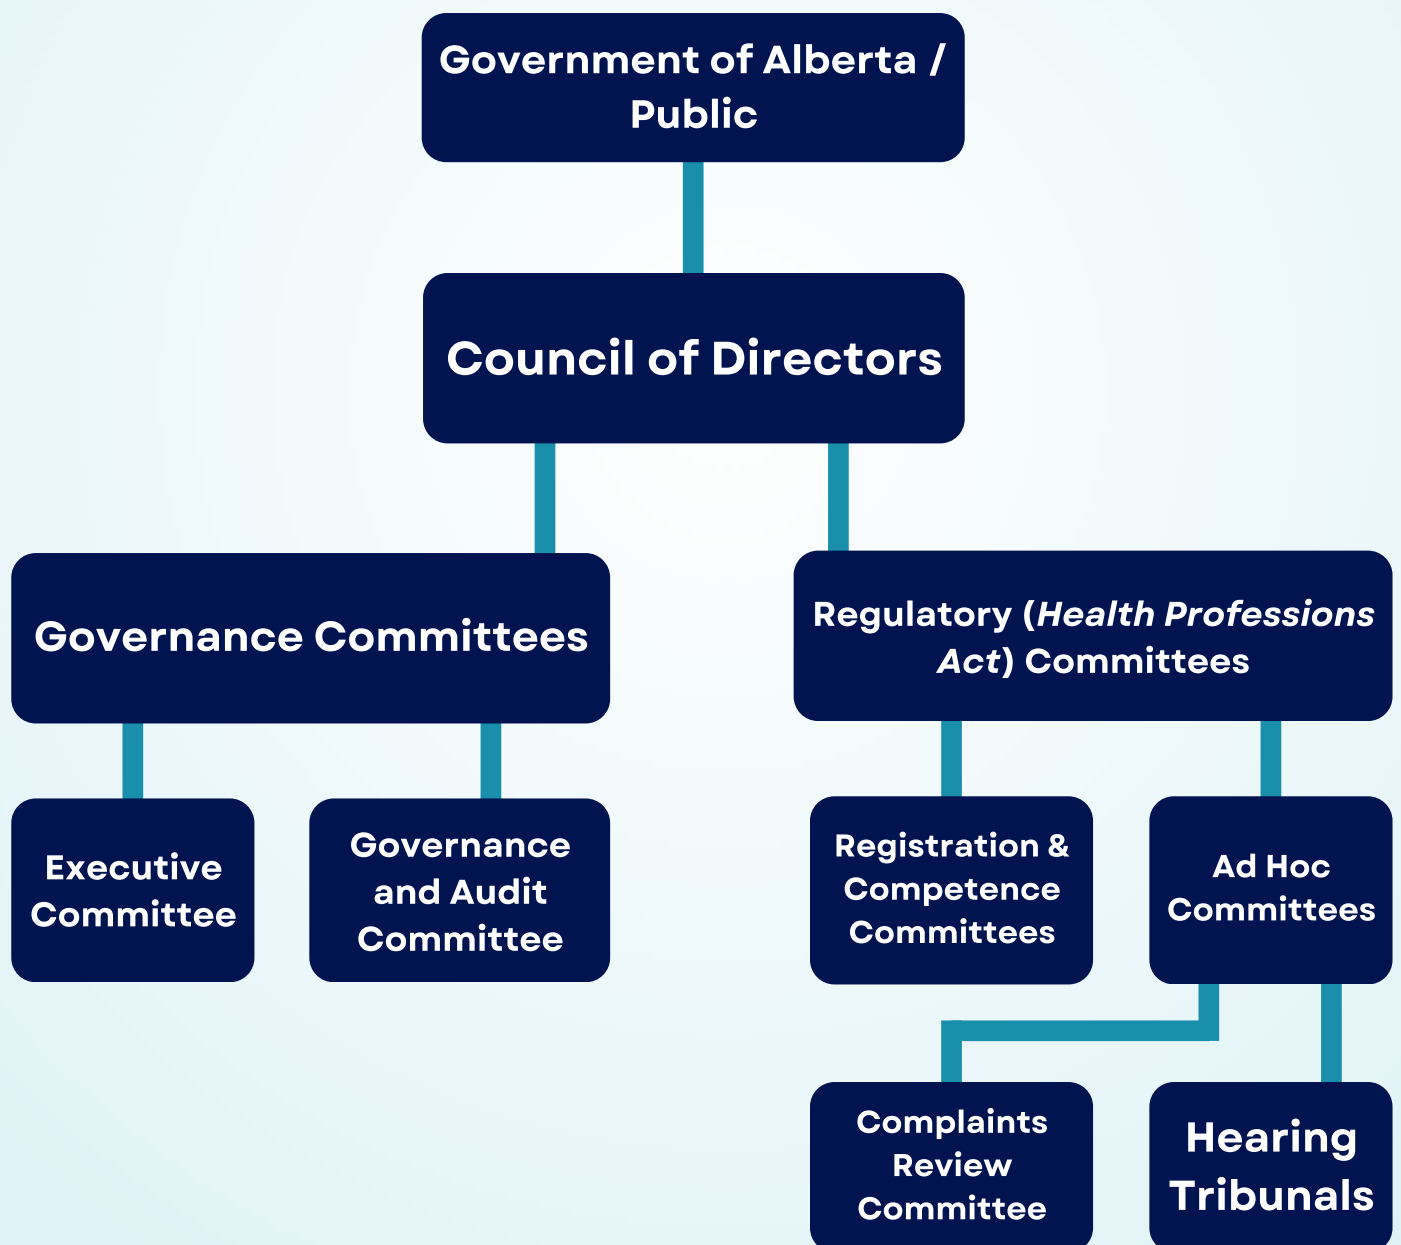 Government of Alberta /
Public
Council of Directors
Governance Committees
Regulatory (Health Professions
Act) Committees
Executive
Committee
Governance
and Audit
Committee
Registration &
Competence
Committees
Ad Hoc
Committees
Complaints
Review
Committee
Hearing
Tribunals